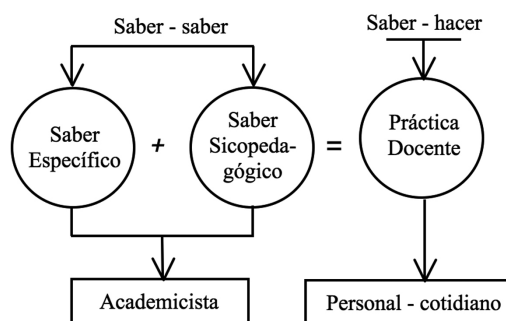 Saber - saber
Saber - hacer
Saber
Específico
+
Saber
Sicopeda-
gógico
=
Práctica
Docente
Academicista
Personal - cotidiano